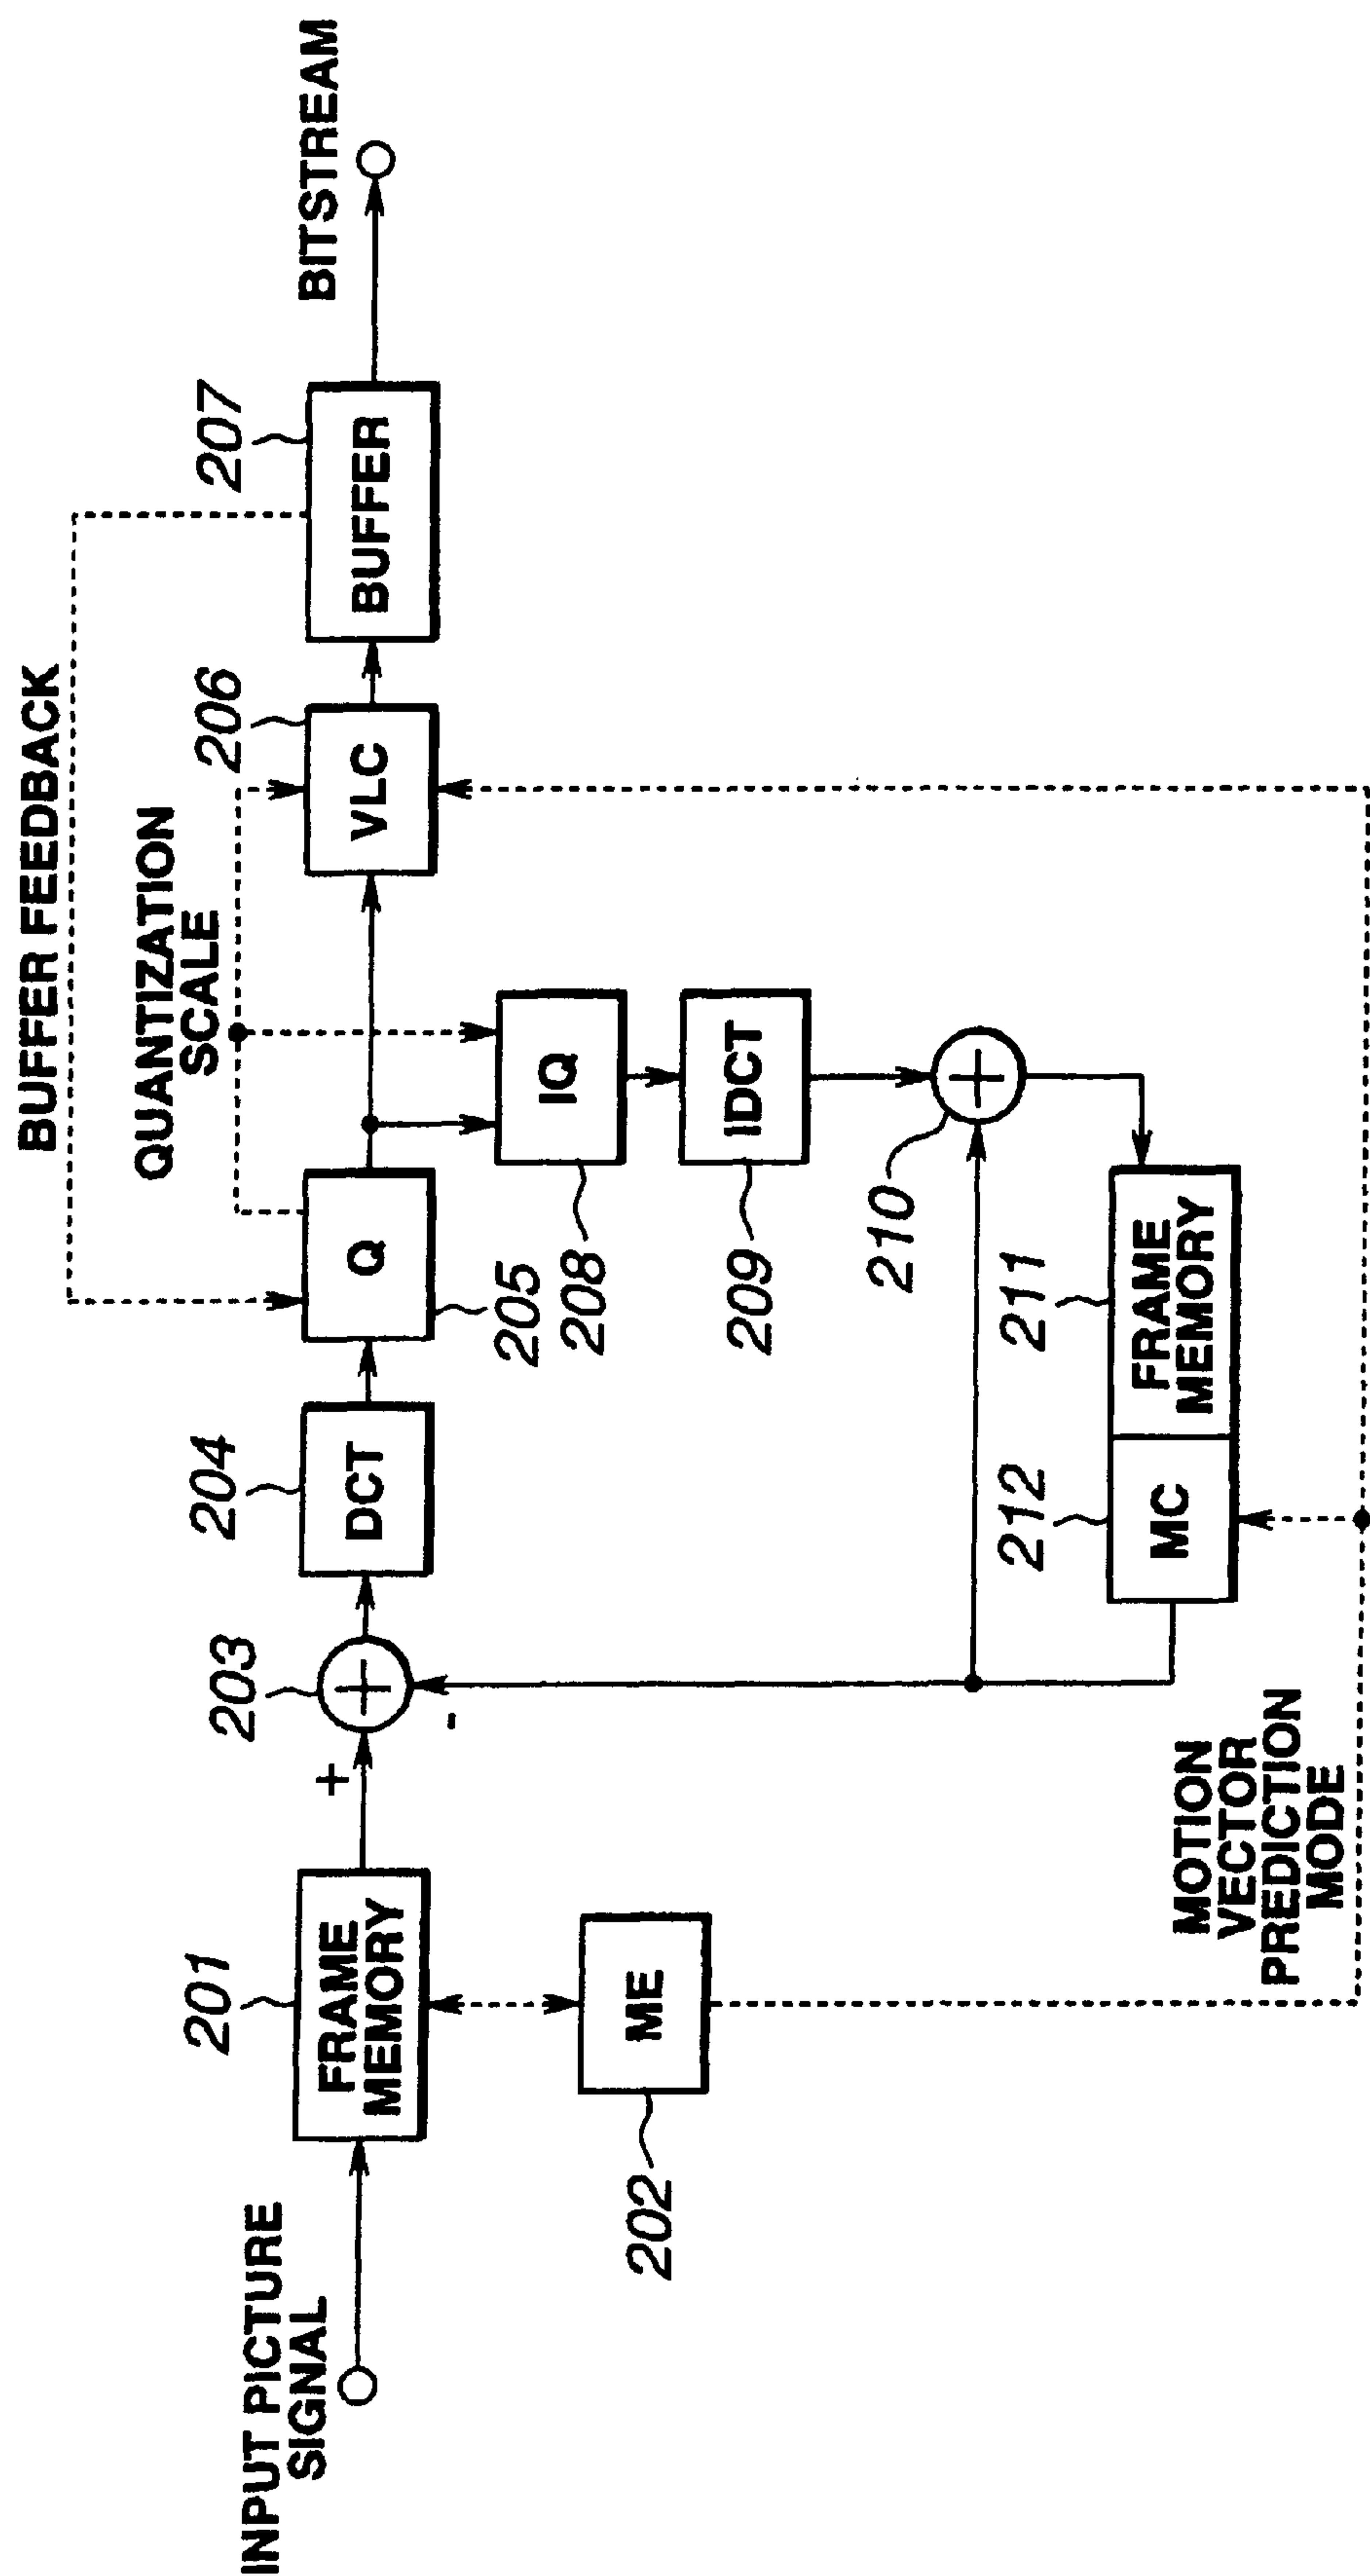 BUFFER FEEDBACK
QUANTIZATION
SCALE
INPUT PICTURE
SIGNAL
201
FRAME
MEMORY
+
203
-
204
DCT
Q
205
206
VLC
207
BUFFER
BITSTREAM
202
ME
208
IQ
209
IDCT
210
211
FRAME
MEMORY
212
MC
MOTION
VECTOR
PREDICTION
MODE